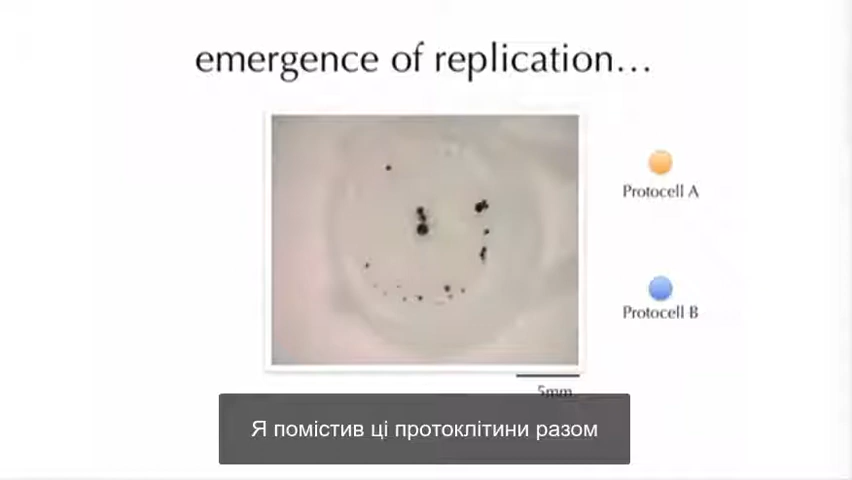 emergence of replication...
Protocell A
Protocell B
5mm
Я помістив ці протоклітини разом